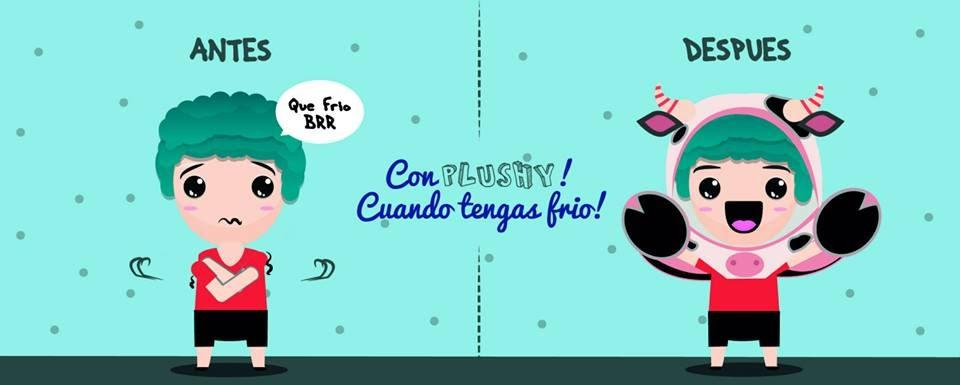 ANTES
DESPUES
Que Frio
BRR
Con PLUSHY!
Cuando tengas frio!